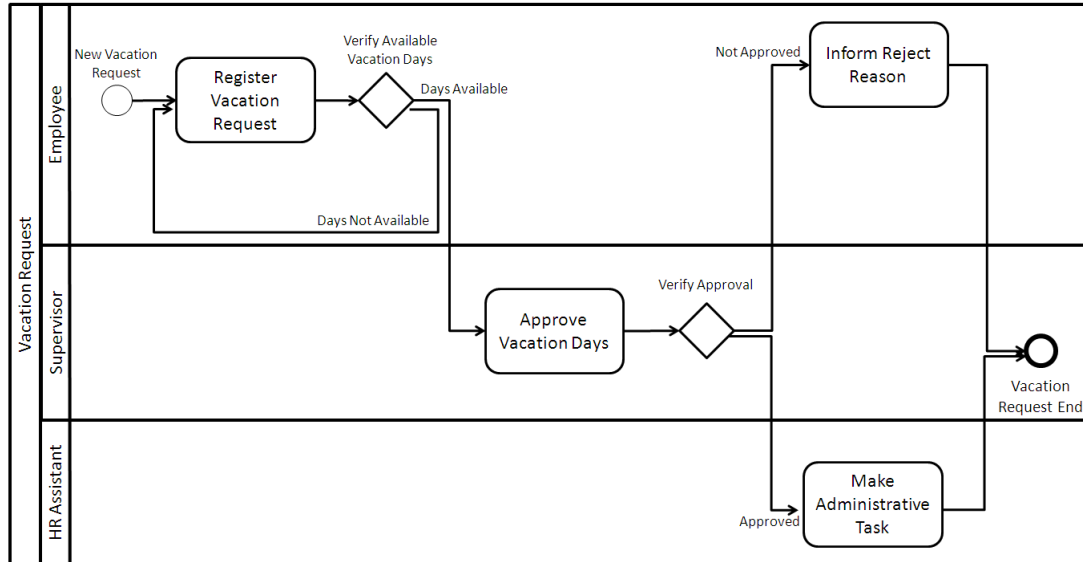 Vacation Request
Employee
Supervisor
HR Assistant
New Vacation
Request
Register
Vacation
Request
Verify Available
Vacation Days
Days Available
Days Not Available
Not Approved
Inform Reject
Reason
Approve
Vacation Days
Verify Approval
Vacation
Request End
Approved
Make
Administrative
Task